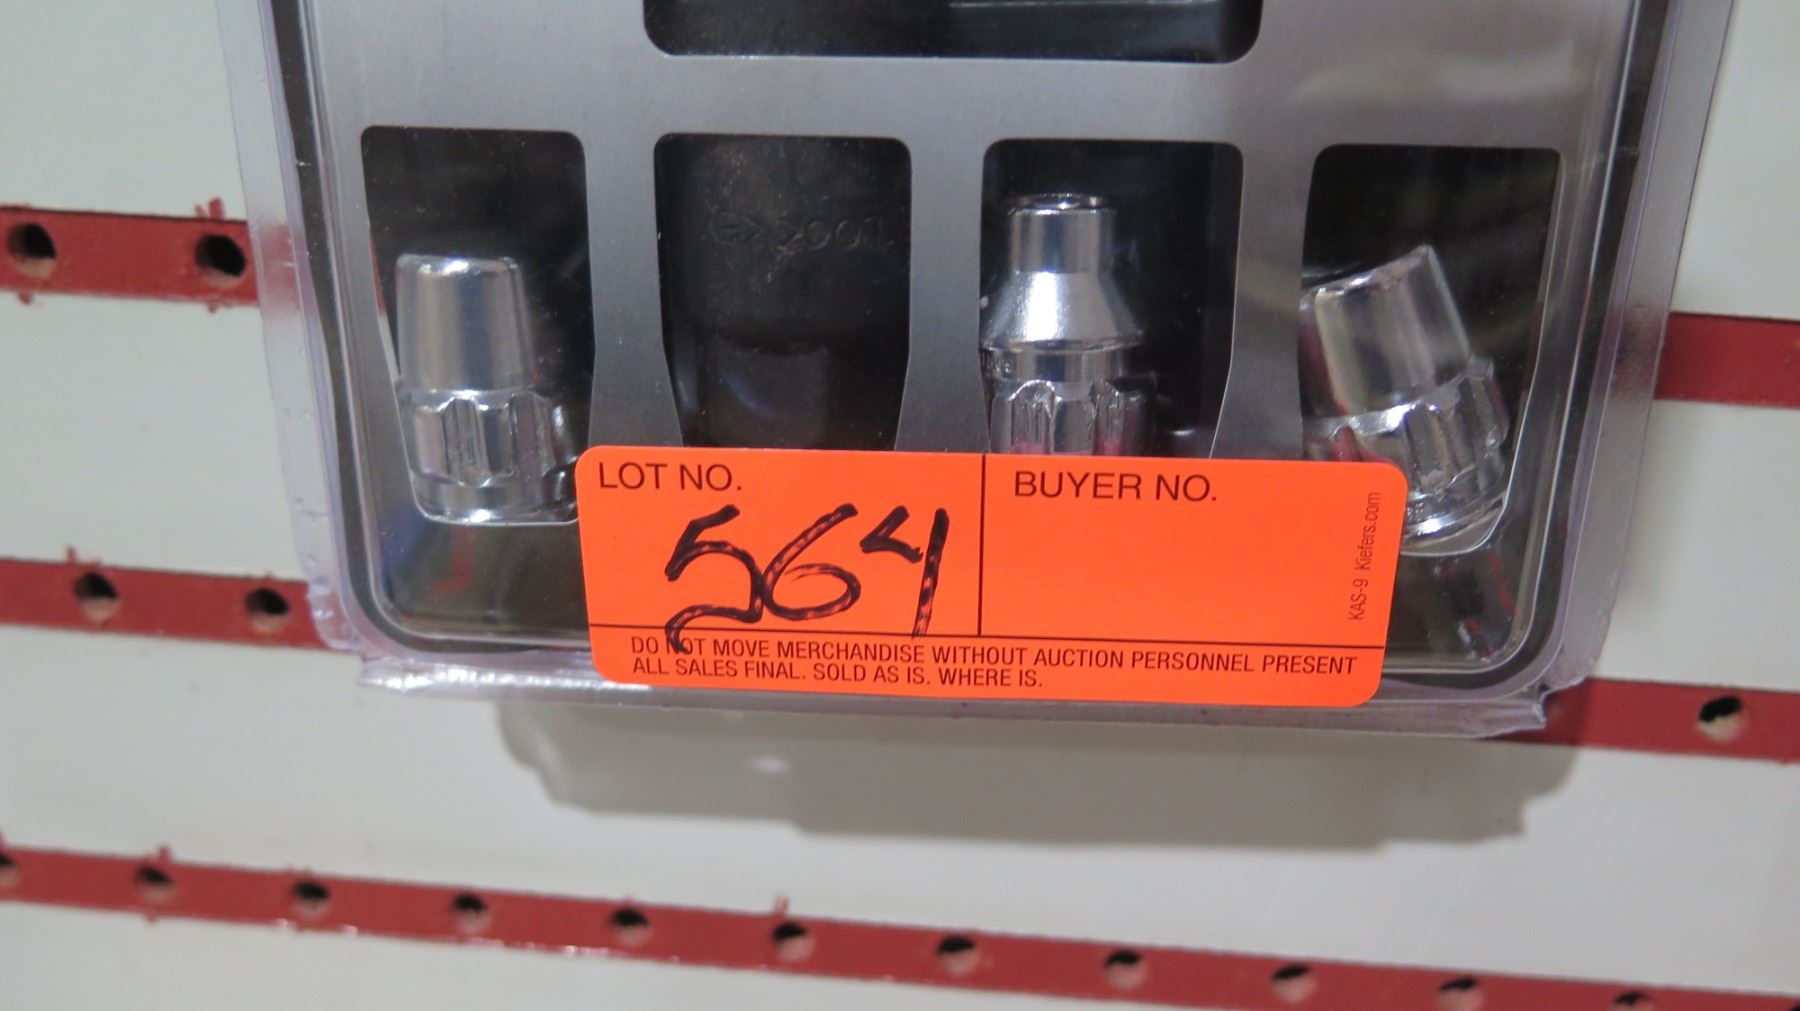 LOT NO.
564
BUYER NO.
DO NOT MOVE MERCHANDISE WITHOUT AUCTION PERSONNEL PRESENT
ALL SALES FINAL. SOLD AS IS. WHERE IS.
KAS-9 Kiefers.com